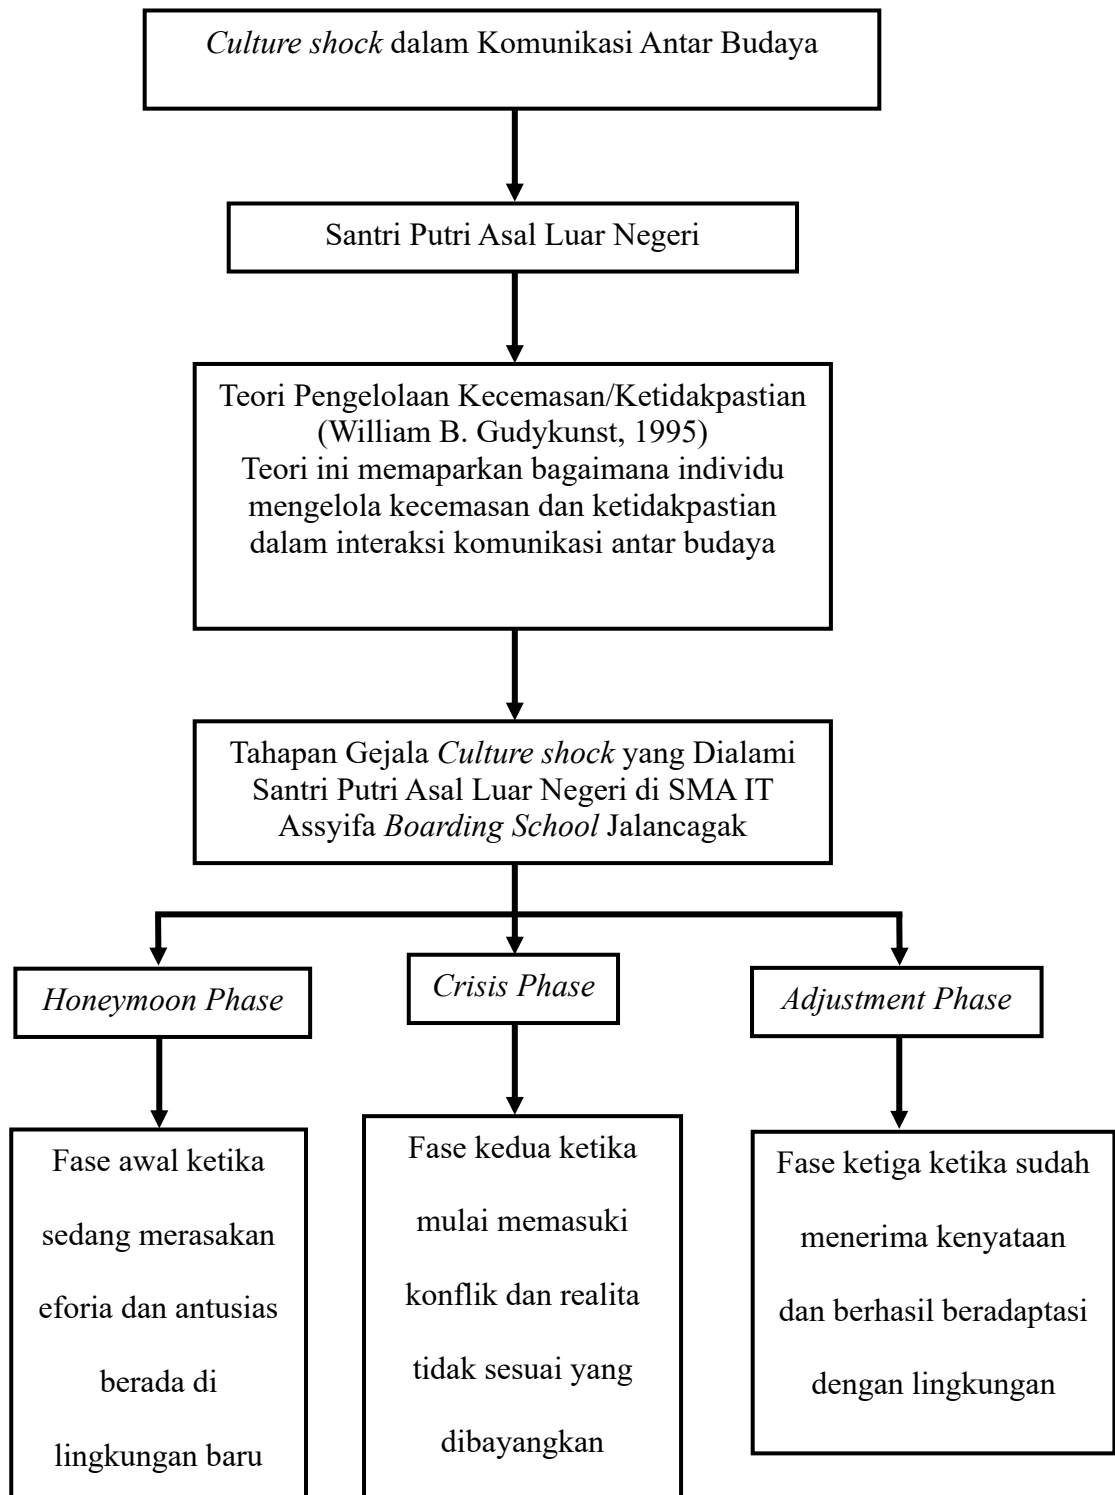 Culture shock dalam Komunikasi Antar Budaya
Santri Putri Asal Luar Negeri
Teori Pengelolaan Kecemasan/Ketidakpastian
(William B. Gudykunst, 1995)
Teori ini memaparkan bagaimana individu
mengelola kecemasan dan ketidakpastian
dalam interaksi komunikasi antar budaya
Tahapan Gejala Culture shock yang Dialami
Santri Putri Asal Luar Negeri di SMA IT
Assyifa Boarding School Jalancagak
Honeymoon Phase
Crisis Phase
Adjustment Phase
Fase awal ketika
sedang merasakan
eforia dan antusias
berada di
lingkungan baru
Fase kedua ketika
mulai memasuki
konflik dan realita
tidak sesuai yang
dibayangkan
Fase ketiga ketika sudah
menerima kenyataan
dan berhasil beradaptasi
dengan lingkungan